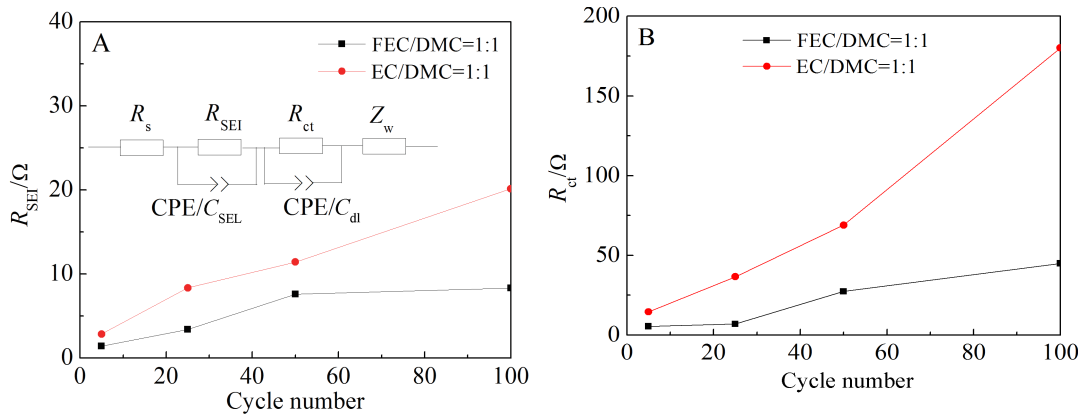 A
FEC/DMC=1:1
EC/DMC=1:1
R_s
R_SEI
R_ct
Z_w
CPE/C_SEL
CPE/C_dl
R_SEI/Ω
40
30
20
10
0
0 20 40 60 80 100
Cycle number
B
FEC/DMC=1:1
EC/DMC=1:1
R_ct/Ω
200
150
100
50
0
0 20 40 60 80 100
Cycle number